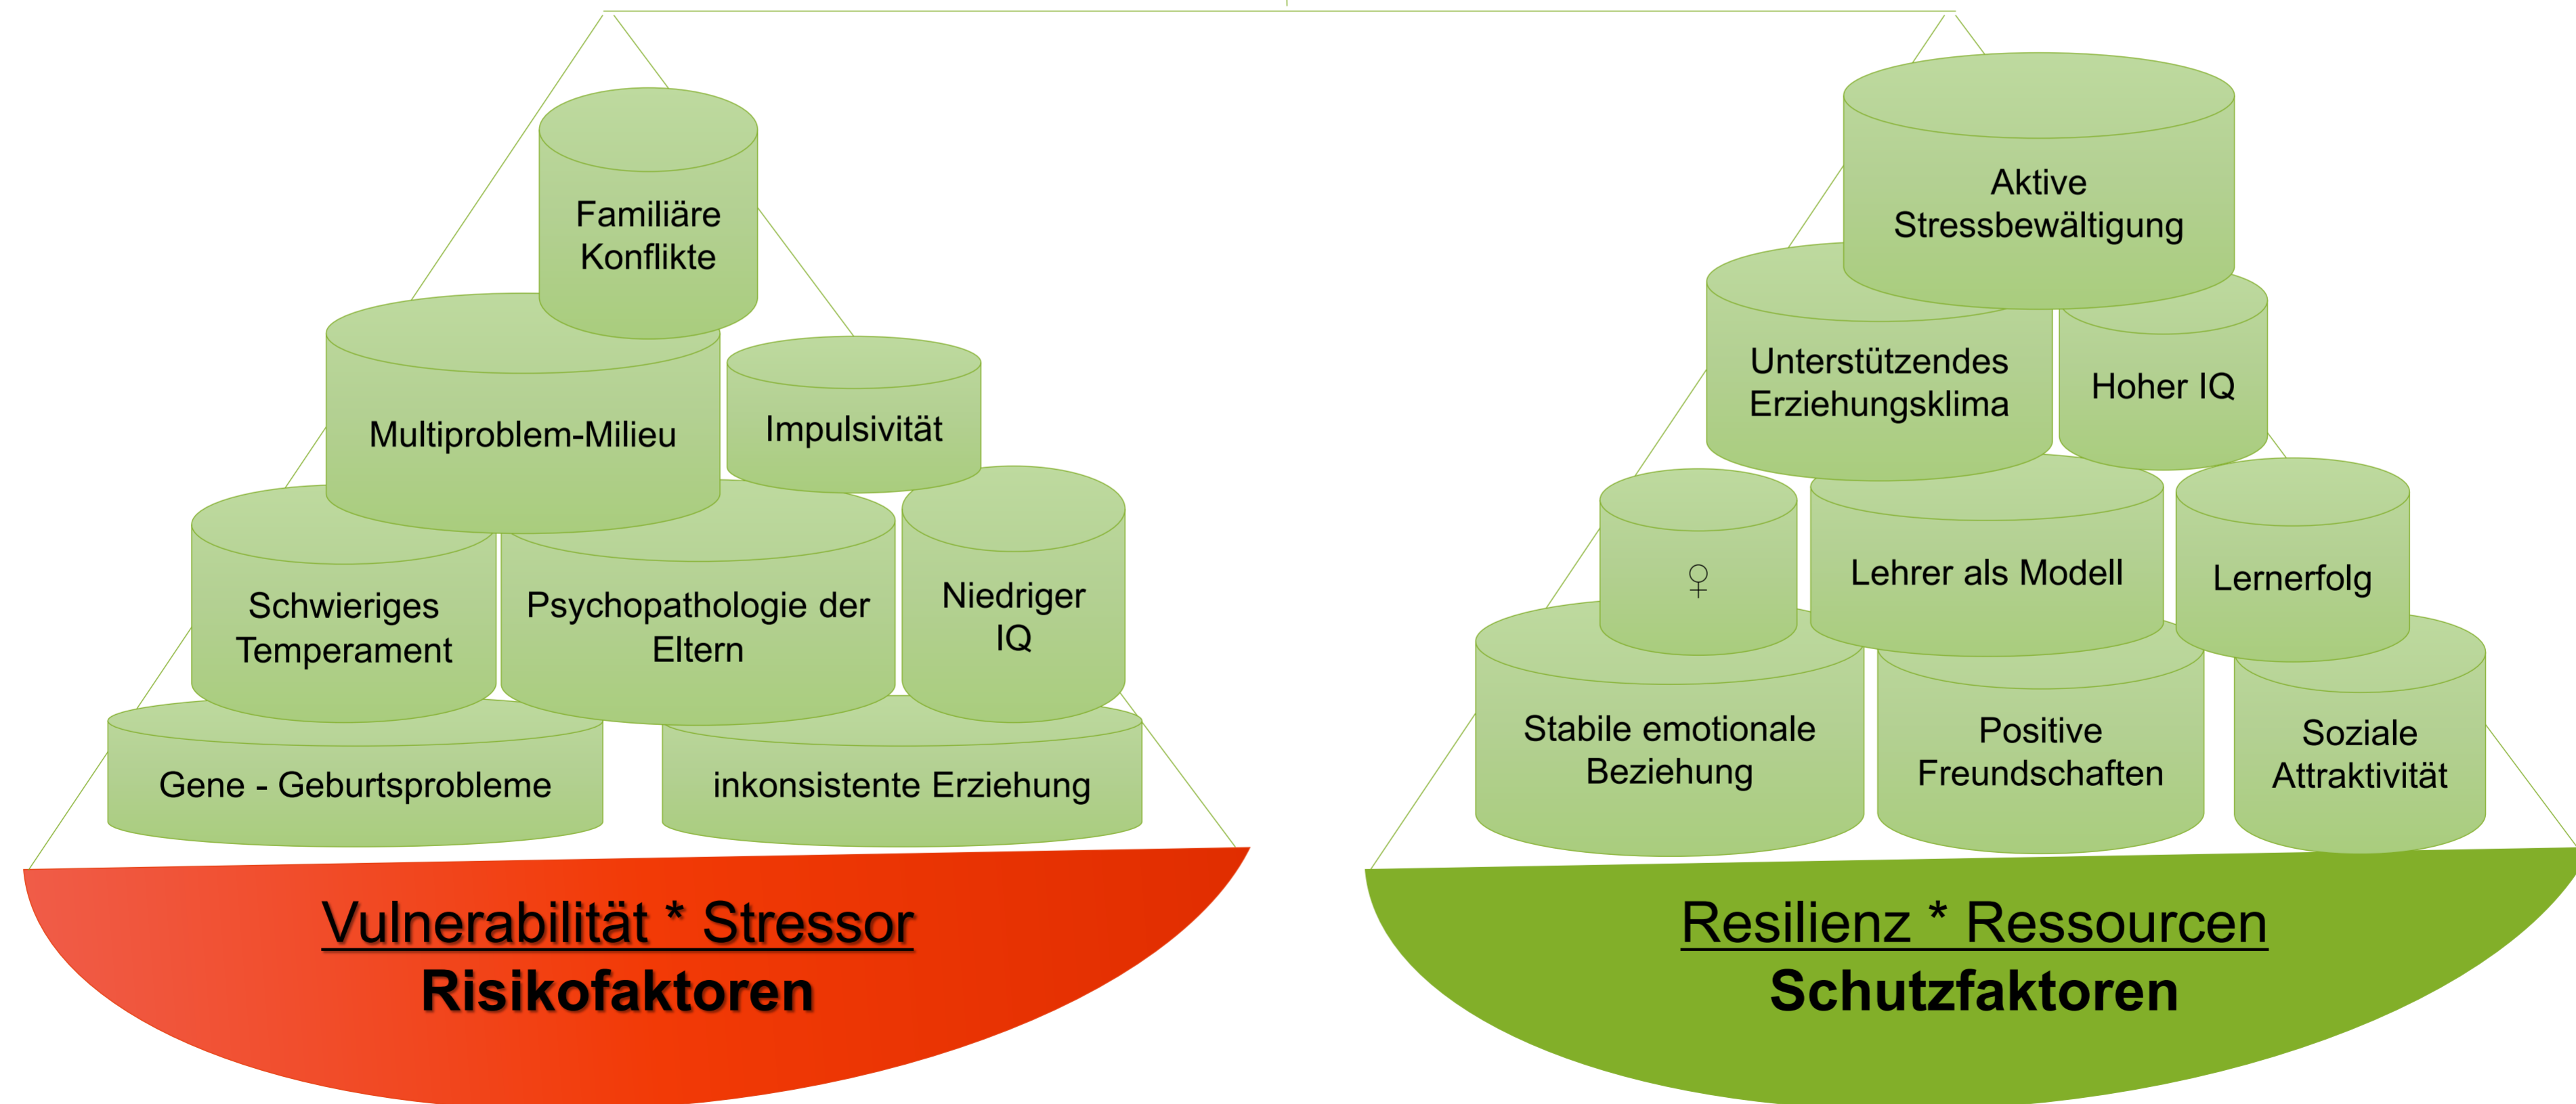 Familiäre
Konflikte
Multiproblem-Milieu
Impulsivität
Schwieriges
Temperament
Psychopathologie der
Eltern
Niedriger
IQ
Gene - Geburtsprobleme
inkonsistente Erziehung
Vulnerabilität * Stressor
Risikofaktoren
Aktive
Stressbewältigung
Unterstützendes
Erziehungsklima
Hoher IQ
♀
Lehrer als Modell
Lernerfolg
Stabile emotionale
Beziehung
Positive
Freundschaften
Soziale
Attraktivität
Resilienz * Ressourcen
Schutzfaktoren